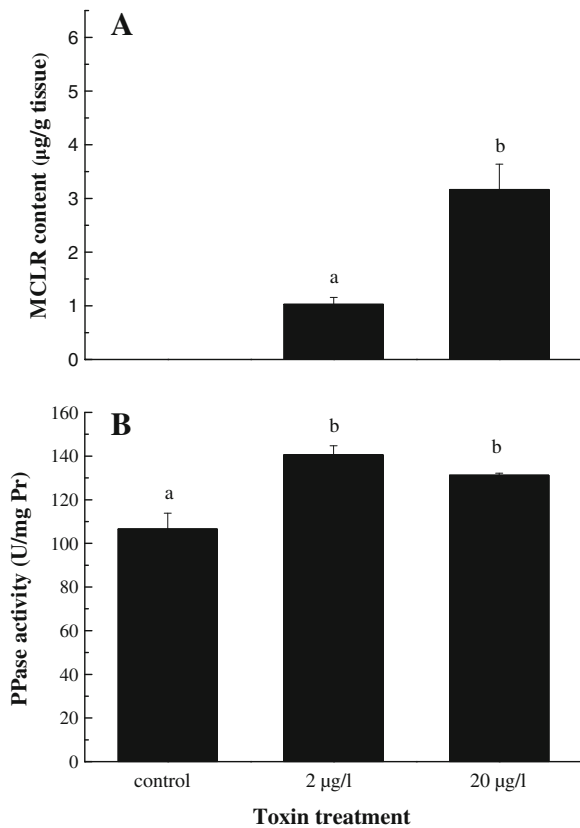 A
MCLR content (µg/g tissue)
6
5
4
3
2
1
0
a
b
B
PPase activity (U/mg Pr)
160
140
120
100
80
60
40
20
0
a
b
b
control 2 µg/l 20 µg/l
Toxin treatment